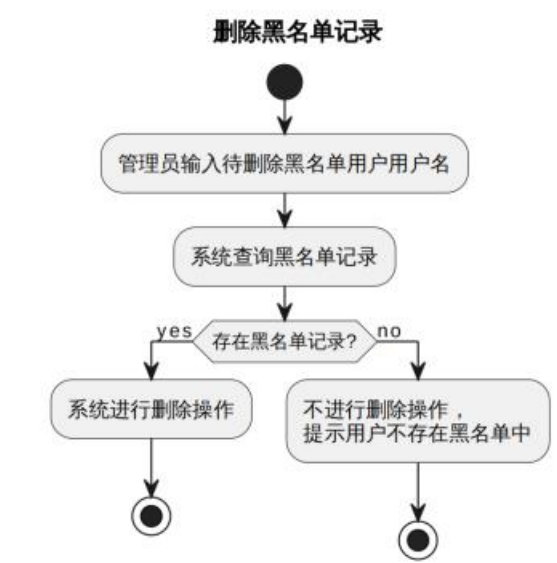 删除黑名单记录
管理员输入待删除黑名单用户用户名
系统查询黑名单记录
yes
存在黑名单记录?
no
系统进行删除操作
不进行删除操作，
提示用户不存在黑名单中